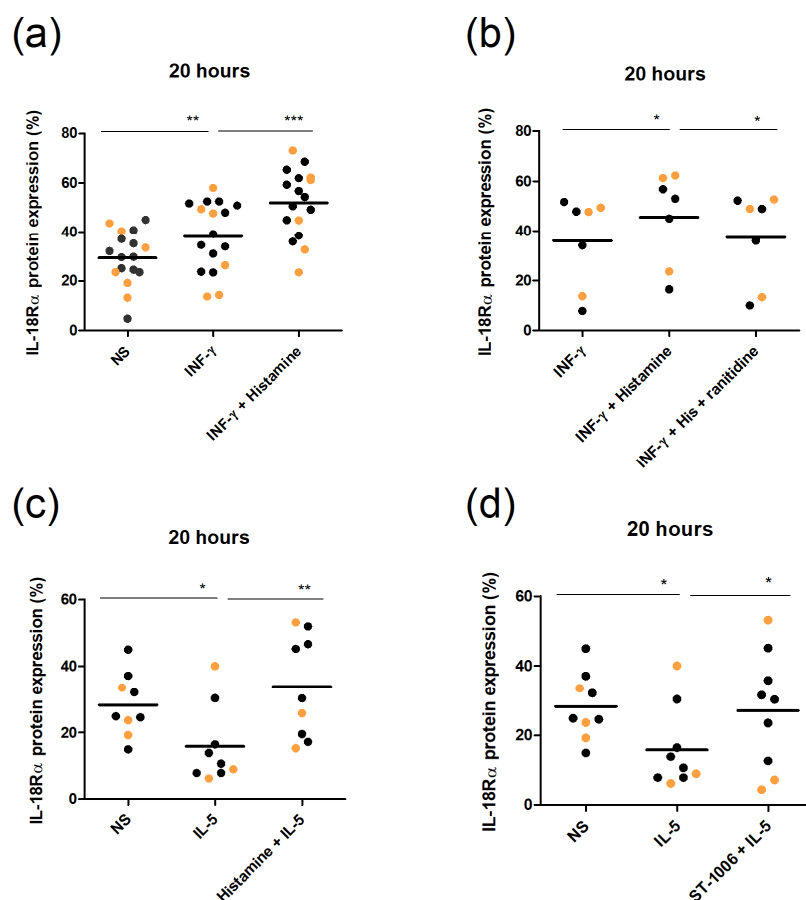 (a)
20 hours
** ***
IL-18Rα protein expression (%)
80
60
40
20
0
NS
INF-γ
INF-γ + Histamine
(b)
20 hours
* *
IL-18Rα protein expression (%)
80
60
40
20
0
INF-γ
INF-γ + Histamine
INF-γ + His + ranitidine
(c)
20 hours
* **
IL-18Rα protein expression (%)
60
40
20
0
NS
IL-5
Histamine + IL-5
(d)
20 hours
* *
IL-18Rα protein expression (%)
60
40
20
0
NS
IL-5
ST-1006 + IL-5